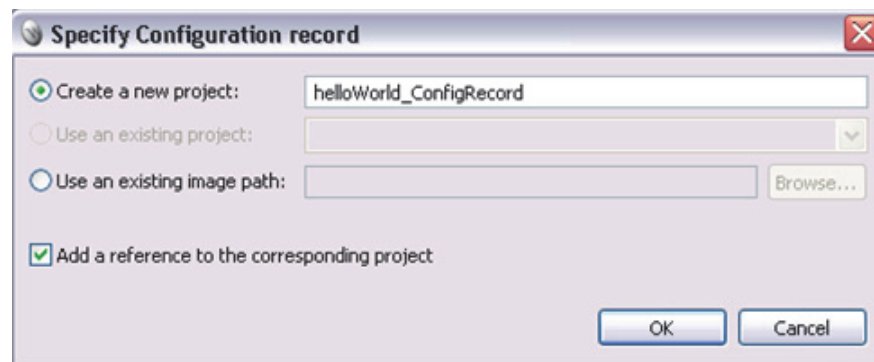 Specify Configuration record
Create a new project: helloWorld_ConfigRecord
Use an existing project:
Use an existing image path: Browse...
Add a reference to the corresponding project
OK Cancel